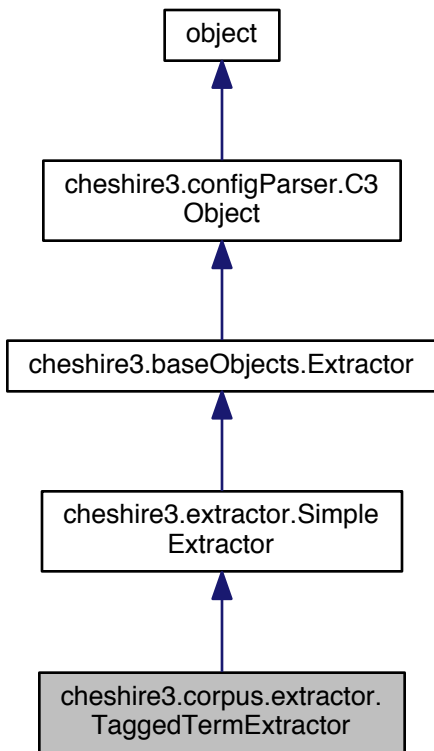 object
cheshire3.configParser.C3
Object
cheshire3.baseObjects.Extractor
cheshire3.extractor.Simple
Extractor
cheshire3.corpus.extractor.
TaggedTermExtractor